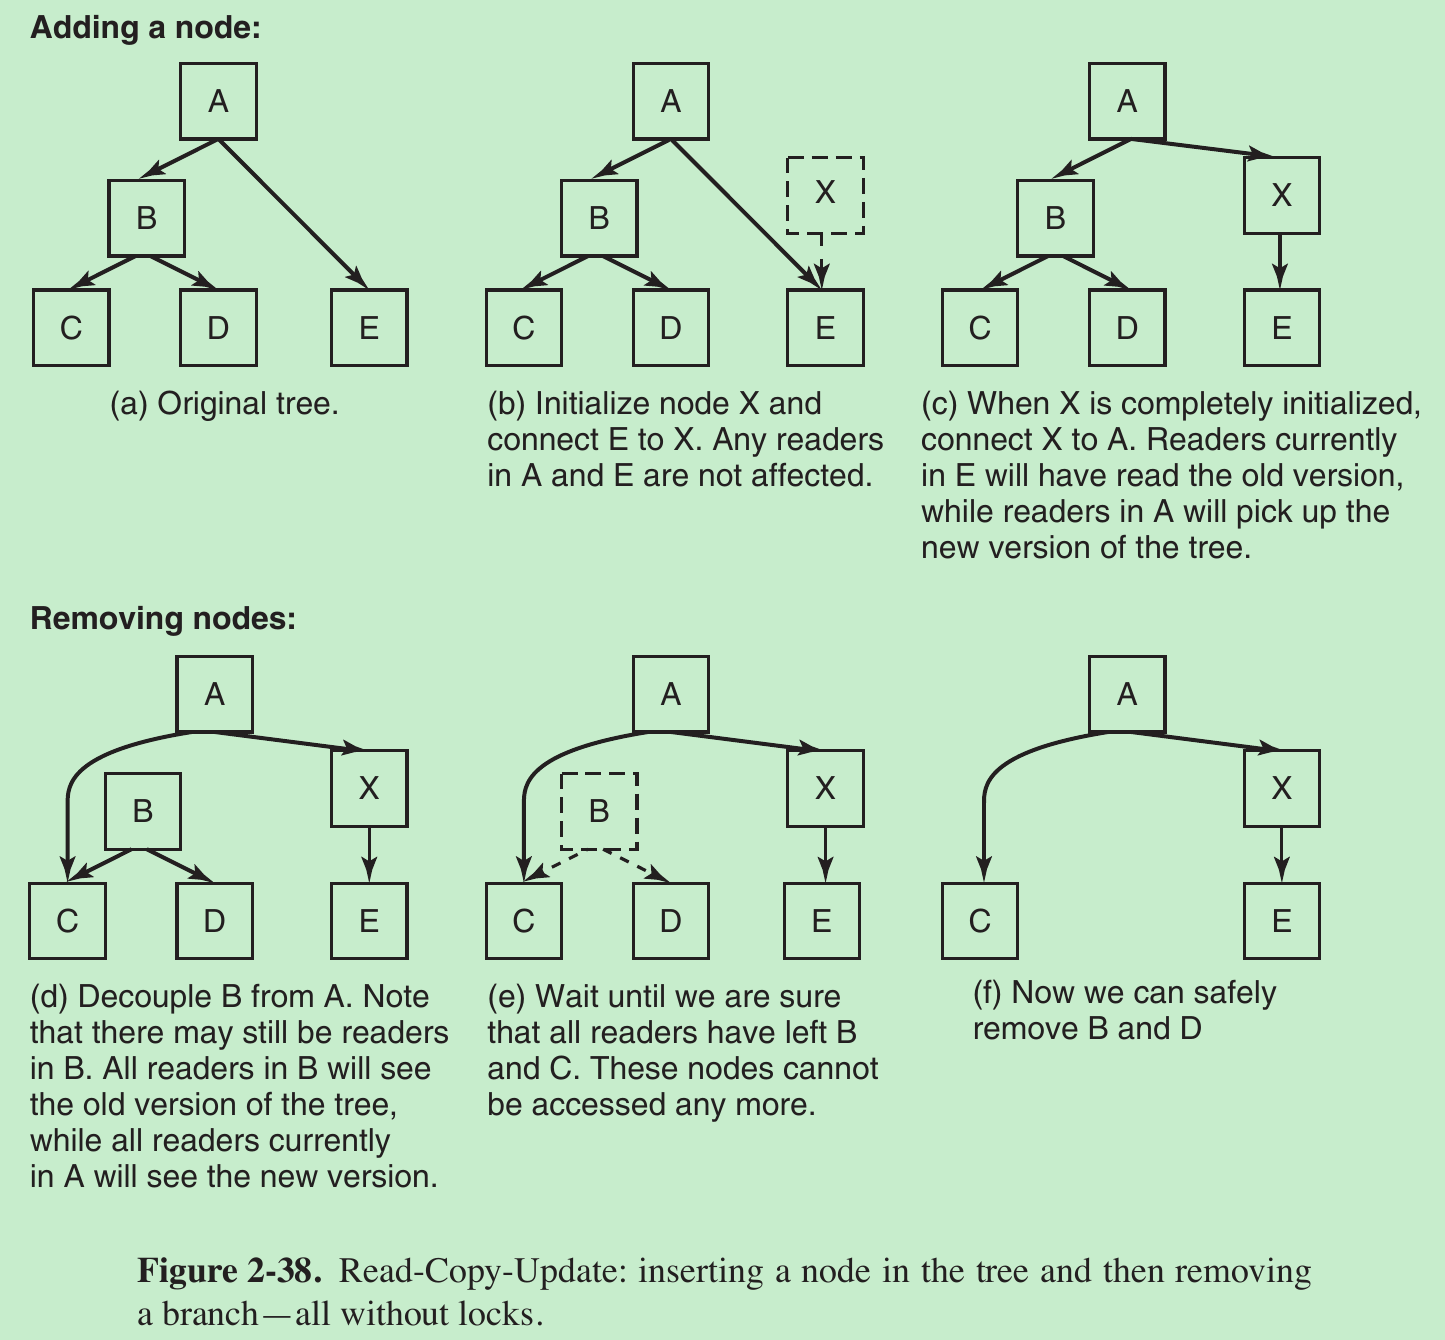 Adding a node:
A
A
A
X
X
B
B
B
C
D
E
C
D
E
C
D
E
(a) Original tree.
(b) Initialize node X and
connect E to X. Any readers
in A and E are not affected.
(c) When X is completely initialized,
connect X to A. Readers currently
in E will have read the old version,
while readers in A will pick up the
new version of the tree.
Removing nodes:
A
A
A
X
X
X
B
B
C
D
E
C
D
E
C
E
(d) Decouple B from A. Note
that there may still be readers
in B. All readers in B will see
the old version of the tree,
while all readers currently
in A will see the new version.
(e) Wait until we are sure
that all readers have left B
and C. These nodes cannot
be accessed any more.
(f) Now we can safely
remove B and D
Figure 2-38. Read-Copy-Update: inserting a node in the tree and then removing
a branch—all without locks.